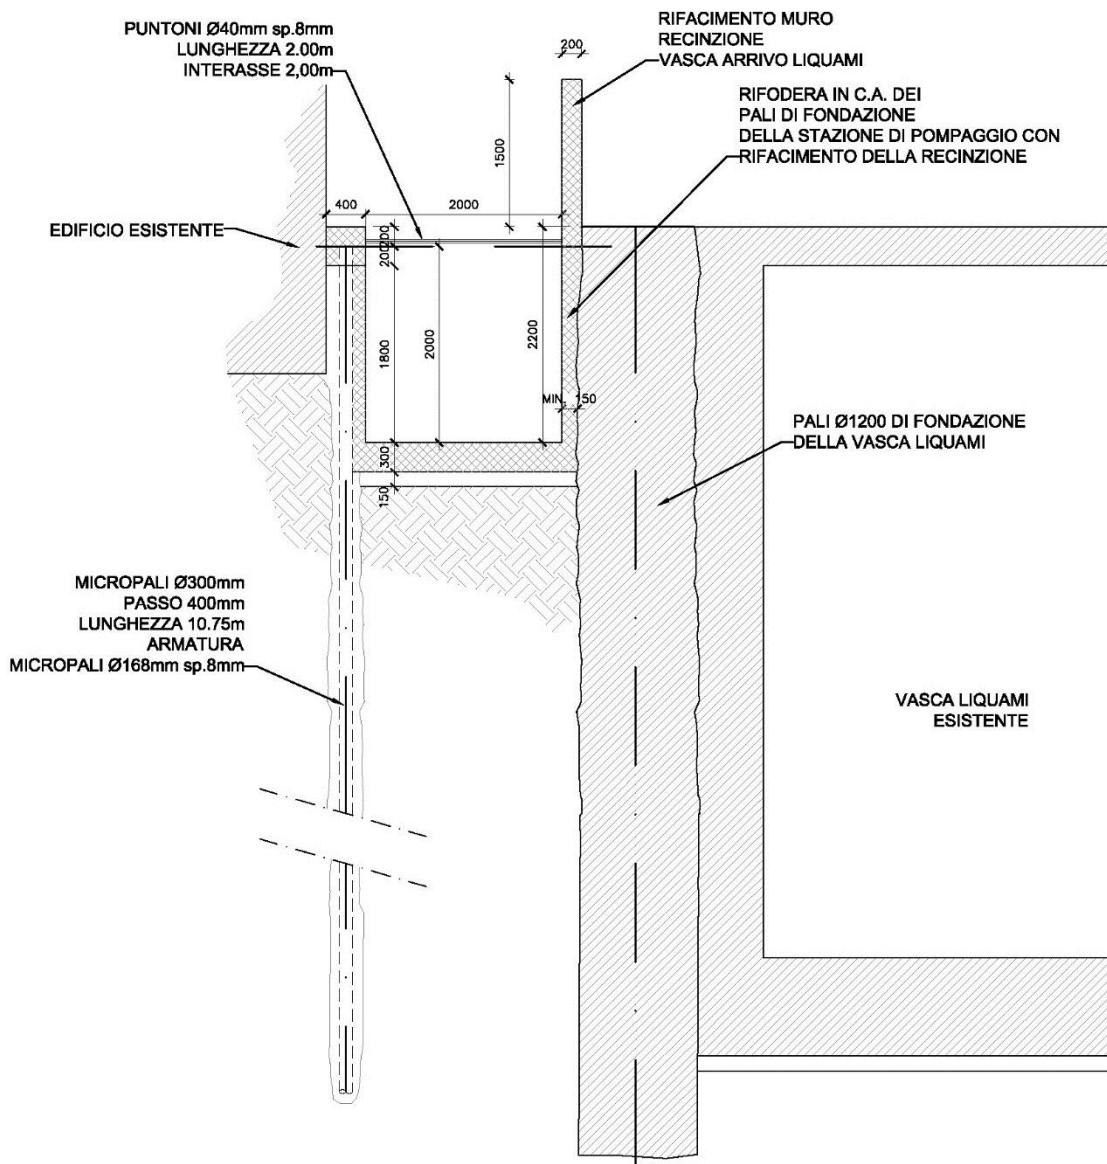 PUNTONI Ø40mm sp.8mm
LUNGHEZZA 2.00m
INTERASSE 2,00m
RIFACIMENTO MURO
RECINZIONE
VASCA ARRIVO LIQUAMI
200
RIFODERA IN C.A. DEI
PALI DI FONDAZIONE
DELLA STAZIONE DI POMPAGGIO CON
RIFACIMENTO DELLA RECINZIONE
1500
400
2000
EDIFICIO ESISTENTE
200
200
1800
2000
2200
MIN. 150
300
150
PALI Ø1200 DI FONDAZIONE
DELLA VASCA LIQUAMI
MICROPALI Ø300mm
PASSO 400mm
LUNGHEZZA 10.75m
ARMATURA
MICROPALI Ø168mm sp.8mm
VASCA LIQUAMI
ESISTENTE